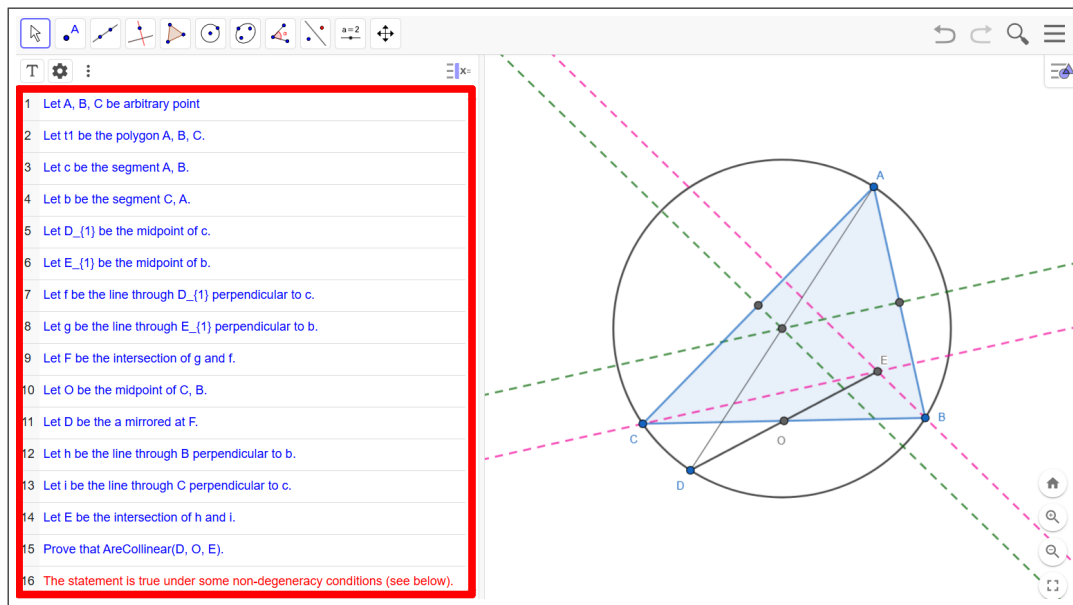 A
a=2
T
x=
1 Let A, B, C be arbitrary point
2 Let t1 be the polygon A, B, C.
3 Let c be the segment A, B.
4 Let b be the segment C, A.
5 Let D_{1} be the midpoint of c.
6 Let E_{1} be the midpoint of b.
7 Let f be the line through D_{1} perpendicular to c.
8 Let g be the line through E_{1} perpendicular to b.
9 Let F be the intersection of g and f.
10 Let O be the midpoint of C, B.
11 Let D be the a mirrored at F.
12 Let h be the line through B perpendicular to b.
13 Let i be the line through C perpendicular to c.
14 Let E be the intersection of h and i.
15 Prove that AreCollinear(D, O, E).
16 The statement is true under some non-degeneracy conditions (see below).
A
E
B
C
O
D